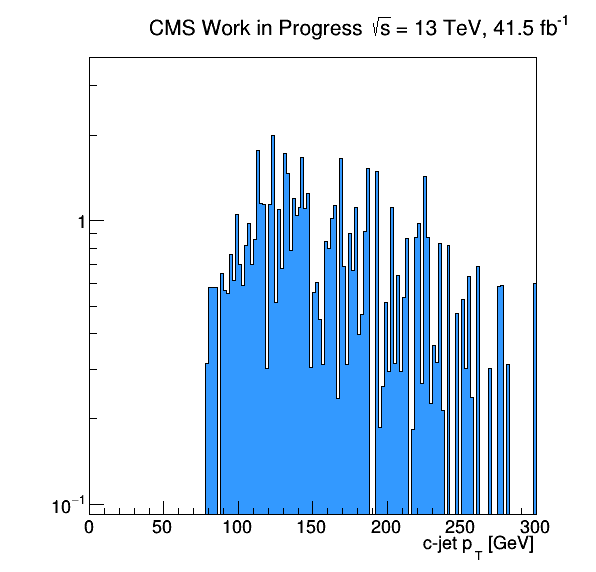 CMS Work in Progress √s = 13 TeV, 41.5 fb⁻¹
1
10⁻¹
0 50 100 150 200 250 300
c-jet p_T [GeV]